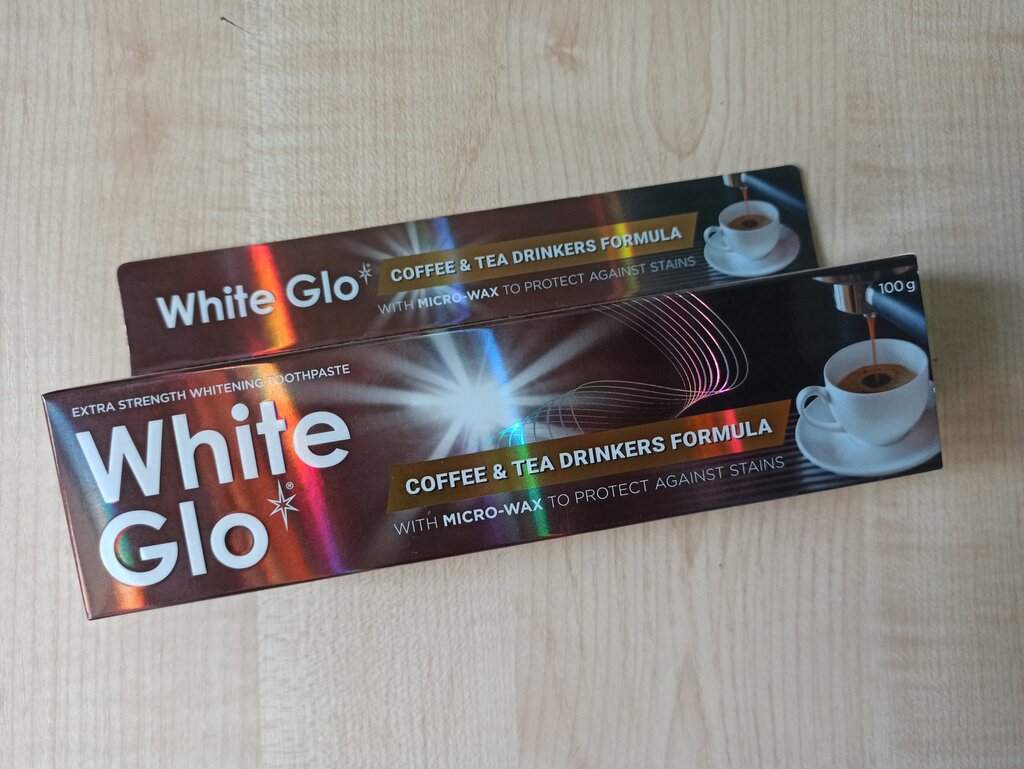 White Glo
COFFEE & TEA DRINKERS FORMULA
WITH MICRO-WAX TO PROTECT AGAINST STAINS
100 g
EXTRA STRENGTH WHITENING TOOTHPASTE
White
Glo®
COFFEE & TEA DRINKERS FORMULA
WITH MICRO-WAX TO PROTECT AGAINST STAINS